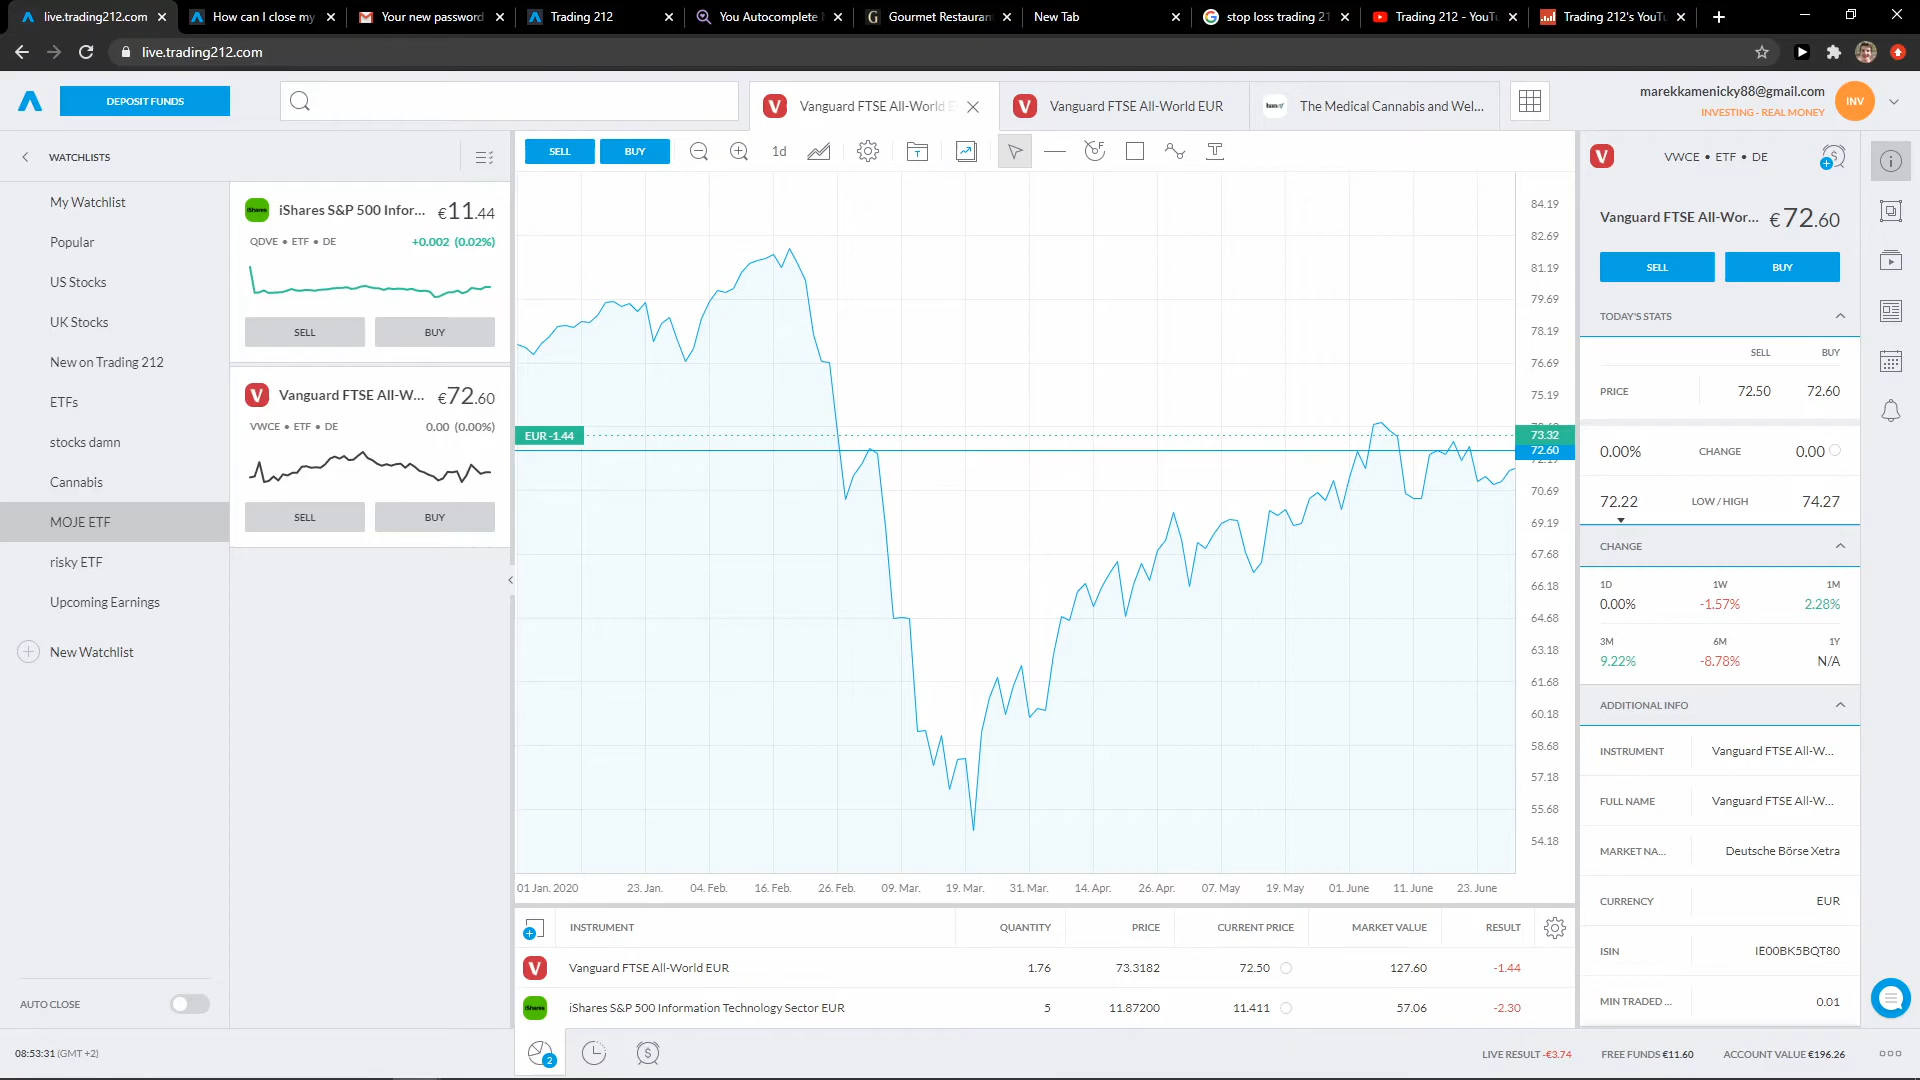 live.trading212.com
How can I close my
Your new password
Trading 212
You Autocomplete
Gourmet Restauran
New Tab
stop loss trading 21
Trading 212 - YouTu
Trading 212's YouTu
live.trading212.com
DEPOSIT FUNDS
Vanguard FTSE All-World E
Vanguard FTSE All-World EUR
The Medical Cannabis and Wel...
marekkamenicky88@gmail.com
INVESTING - REAL MONEY
INV
WATCHLISTS
My Watchlist
Popular
US Stocks
UK Stocks
New on Trading 212
ETFs
stocks damn
Cannabis
MOJE ETF
risky ETF
Upcoming Earnings
New Watchlist
AUTO CLOSE
iShares S&P 500 Infor... €11.44
QDVE • ETF • DE +0.002 (0.02%)
SELL BUY
Vanguard FTSE All-W... €72.60
VWCE • ETF • DE 0.00 (0.00%)
SELL BUY
SELL BUY 1d
84.19
82.69
81.19
79.69
78.19
76.69
75.19
EUR -1.44
73.32
72.60
70.69
69.19
67.68
66.18
64.68
63.18
61.68
60.18
58.68
57.18
55.68
54.18
01 Jan. 2020 23. Jan. 04. Feb. 16. Feb. 26. Feb. 09. Mar. 19. Mar. 31. Mar. 14. Apr. 26. Apr. 07. May 19. May 01. June 11. June 23. June
INSTRUMENT QUANTITY PRICE CURRENT PRICE MARKET VALUE RESULT
Vanguard FTSE All-World EUR 1.76 73.3182 72.50 127.60 -1.44
iShares S&P 500 Information Technology Sector EUR 5 11.87200 11.411 57.06 -2.30
VWCE • ETF • DE
Vanguard FTSE All-Wor... €72.60
SELL BUY
TODAY'S STATS
SELL BUY
PRICE 72.50 72.60
0.00% CHANGE 0.00
72.22 LOW / HIGH 74.27
CHANGE
1D 1W 1M
0.00% -1.57% 2.28%
3M 6M 1Y
9.22% -8.78% N/A
ADDITIONAL INFO
INSTRUMENT Vanguard FTSE All-W...
FULL NAME Vanguard FTSE All-W...
MARKET NA... Deutsche Börse Xetra
CURRENCY EUR
ISIN IE00BK5BQT80
MIN TRADED ... 0.01
08:53:31 (GMT +2)
2
LIVE RESULT -€3.74 FREE FUNDS €11.60 ACCOUNT VALUE €196.26